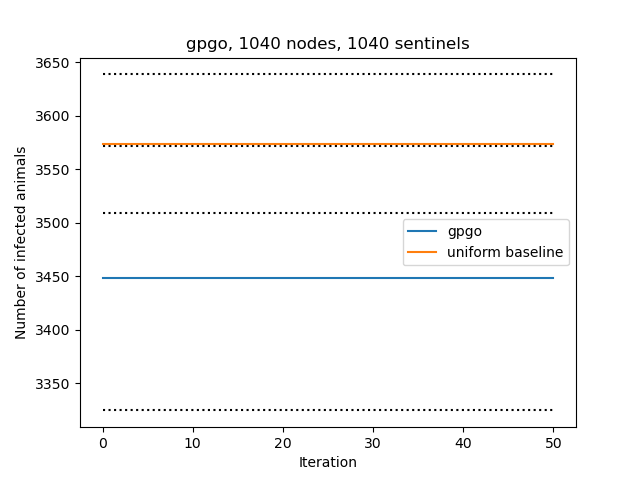 gpgo, 1040 nodes, 1040 sentinels
3650
3600
3550
3500
3450
3400
3350
Number of infected animals
gpgo
uniform baseline
0 10 20 30 40 50
Iteration